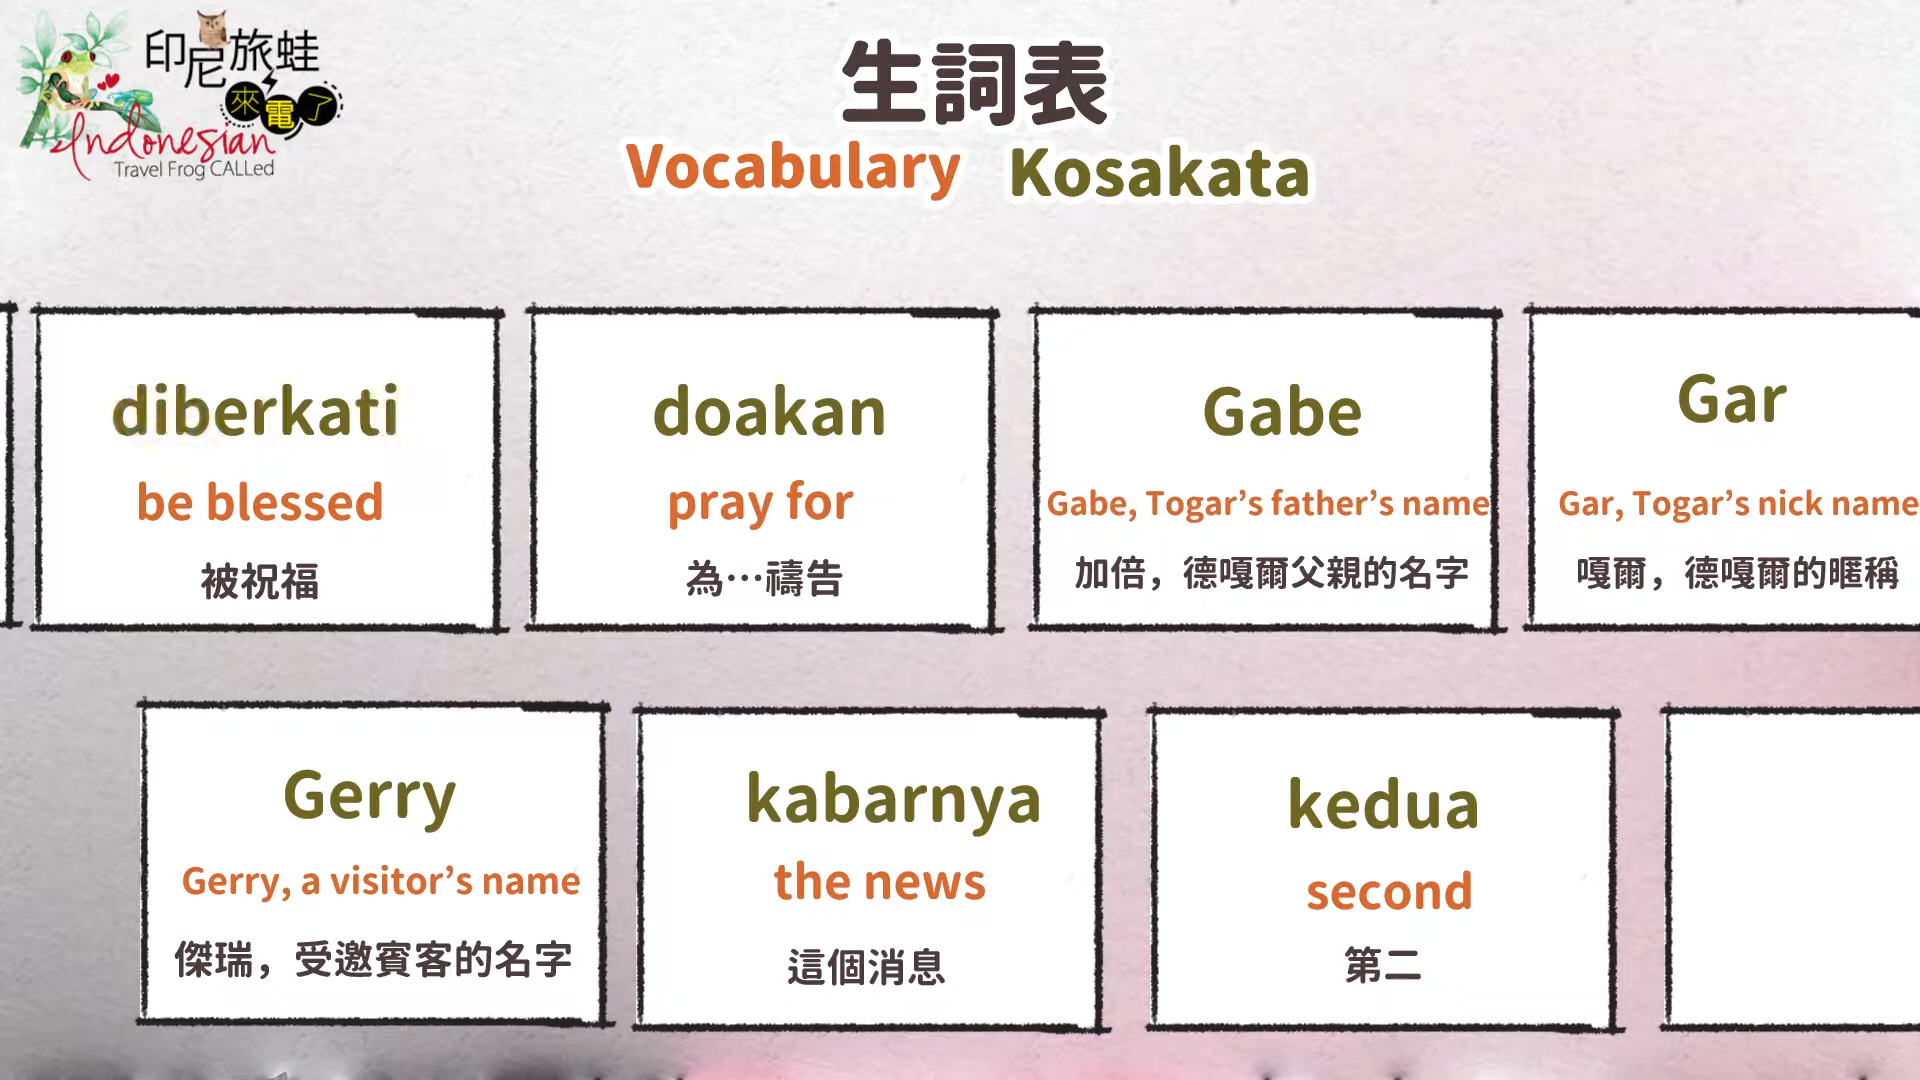 印尼旅蛙
來電了
Indonesian
Travel Frog CALLed
生詞表
Vocabulary Kosakata
diberkati
be blessed
被祝福
doakan
pray for
為…禱告
Gabe
Gabe, Togar’s father’s name
加倍，德嘎爾父親的名字
Gar
Gar, Togar’s nick name
嘎爾，德嘎爾的暱稱
Gerry
Gerry, a visitor’s name
傑瑞，受邀賓客的名字
kabarnya
the news
這個消息
kedua
second
第二